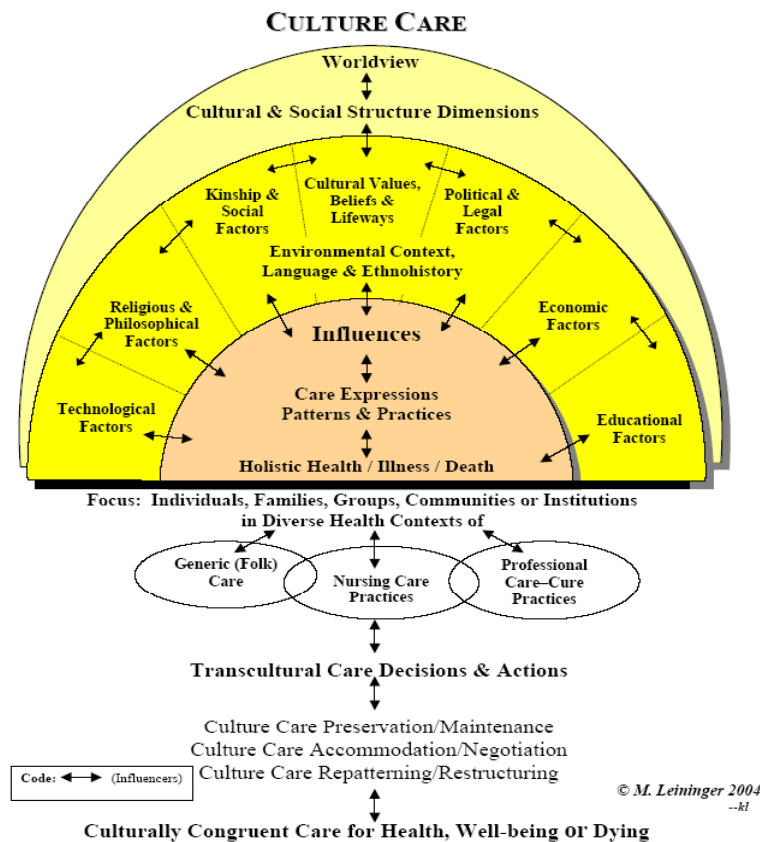 CULTURE CARE
Worldview
Cultural & Social Structure Dimensions
Kinship &
Social
Factors
Cultural Values,
Beliefs &
Lifeways
Political &
Legal
Factors
Environmental Context,
Language & Ethnohistory
Religious &
Philosophical
Factors
Economic
Factors
Technological
Factors
Educational
Factors
Influences
Care Expressions
Patterns & Practices
Holistic Health / Illness / Death
Focus: Individuals, Families, Groups, Communities or Institutions
in Diverse Health Contexts of
Generic (Folk)
Care
Nursing Care
Practices
Professional
Care–Cure
Practices
Transcultural Care Decisions & Actions
Culture Care Preservation/Maintenance
Culture Care Accommodation/Negotiation
Culture Care Repatterning/Restructuring
Code: (Influencers)
© M. Leininger 2004
--kl
Culturally Congruent Care for Health, Well-being or Dying